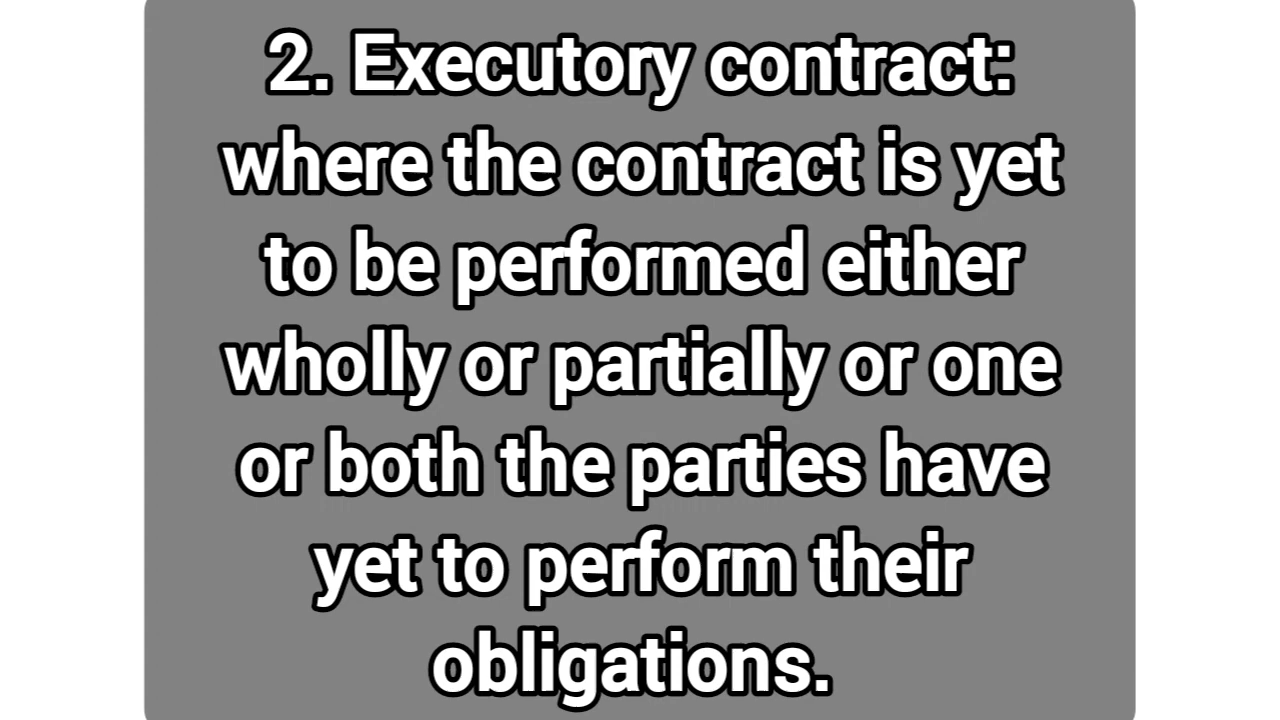 2. Executory contract:
where the contract is yet
to be performed either
wholly or partially or one
or both the parties have
yet to perform their
obligations.